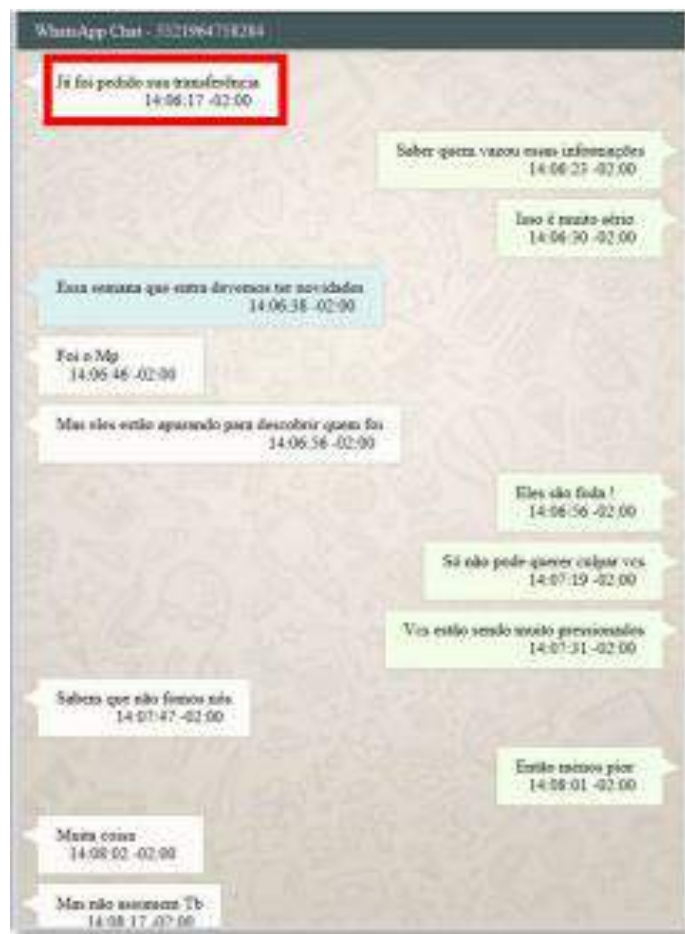 WhatsApp Chat - 5521964718284
Já foi pedido sua transferência
14:06:17 -02:00
Saber quem vazou essas informações
14:06:23 -02:00
Isso é muito sério
14:06:30 -02:00
Essa semana que entra devemos ter novidades
14:06:38 -02:00
Foi o Mp
14:06:46 -02:00
Mas eles estão apurando para descobrir quem foi
14:06:56 -02:00
Eles são foda !
14:06:56 -02:00
Só não pode querer culpar vcs
14:07:19 -02:00
Vcs estão sendo muito pressionados
14:07:31 -02:00
Sabem que não fomos nós
14:07:47 -02:00
Então menos pior
14:08:01 -02:00
Muita coisa
14:08:02 -02:00
Mas não assumem Tb
14:08:17 -02:00